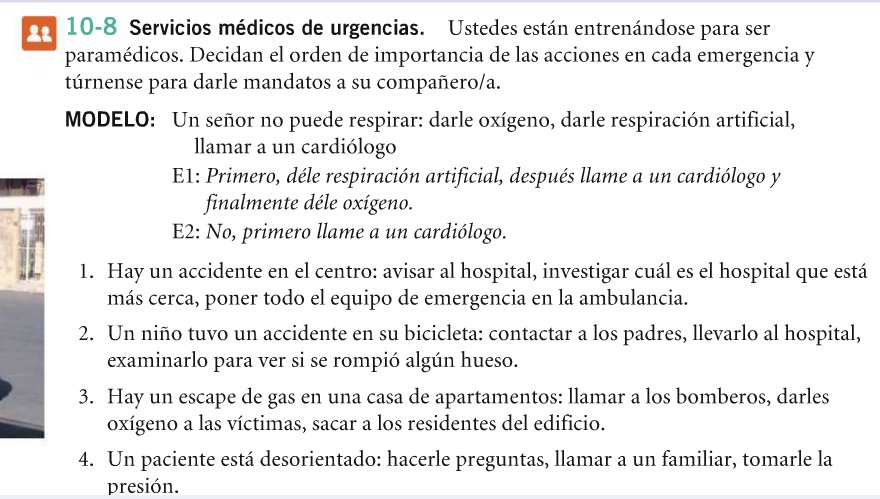 10-8 Servicios médicos de urgencias. Ustedes están entrenándose para ser
paramédicos. Decidan el orden de importancia de las acciones en cada emergencia y
túrnense para darle mandatos a su compañero/a.
MODELO: Un señor no puede respirar: darle oxígeno, darle respiración artificial,
llamar a un cardiólogo
E1: Primero, déle respiración artificial, después llame a un cardiólogo y
finalmente déle oxígeno.
E2: No, primero llame a un cardiólogo.
1. Hay un accidente en el centro: avisar al hospital, investigar cuál es el hospital que está
más cerca, poner todo el equipo de emergencia en la ambulancia.
2. Un niño tuvo un accidente en su bicicleta: contactar a los padres, llevarlo al hospital,
examinarlo para ver si se rompió algún hueso.
3. Hay un escape de gas en una casa de apartamentos: llamar a los bomberos, darles
oxígeno a las víctimas, sacar a los residentes del edificio.
4. Un paciente está desorientado: hacerle preguntas, llamar a un familiar, tomarle la
presión.